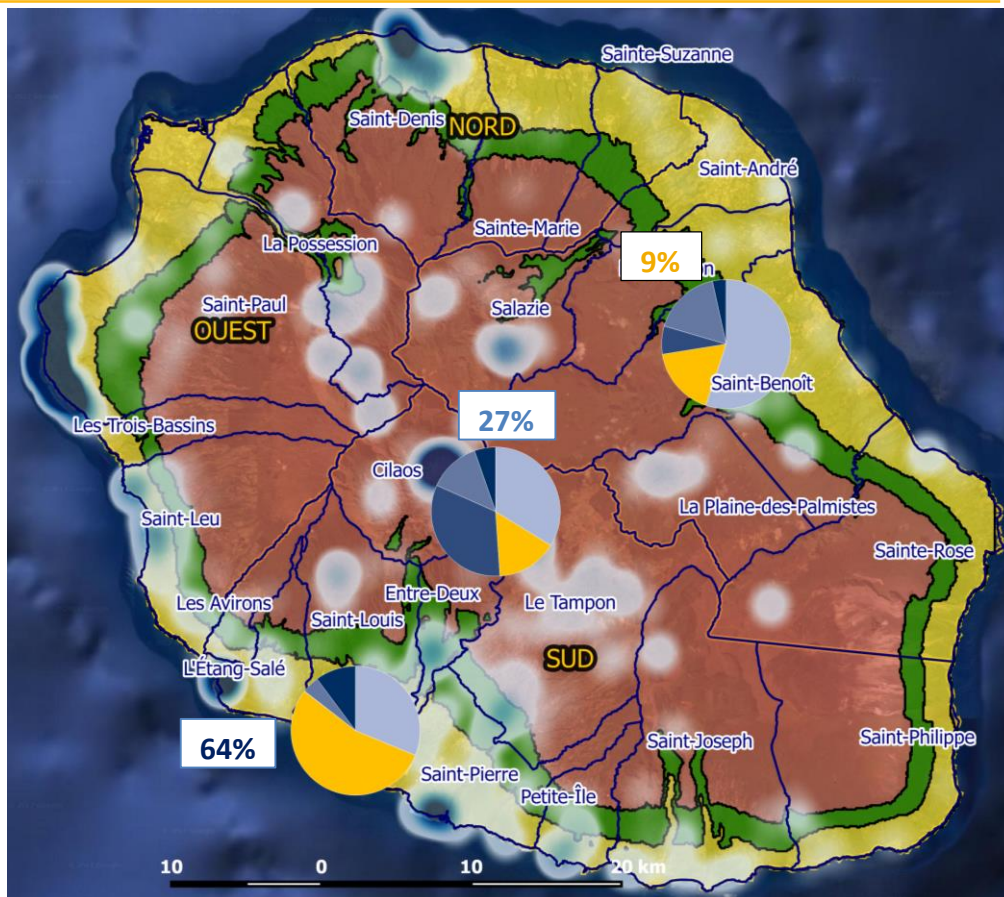 Sainte-Suzanne
Saint-Denis
NORD
Saint-André
Sainte-Marie
La Possession
9%
Saint-Paul
Salazie
OUEST
Saint-Benoît
27%
Les Trois-Bassins
Cilaos
La Plaine-des-Palmistes
Saint-Leu
Sainte-Rose
Entre-Deux
Les Avirons
Le Tampon
Saint-Louis
SUD
L'Étang-Salé
64%
Saint-Joseph
Saint-Philippe
Saint-Pierre
Petite-Île
10 0 10 20 km